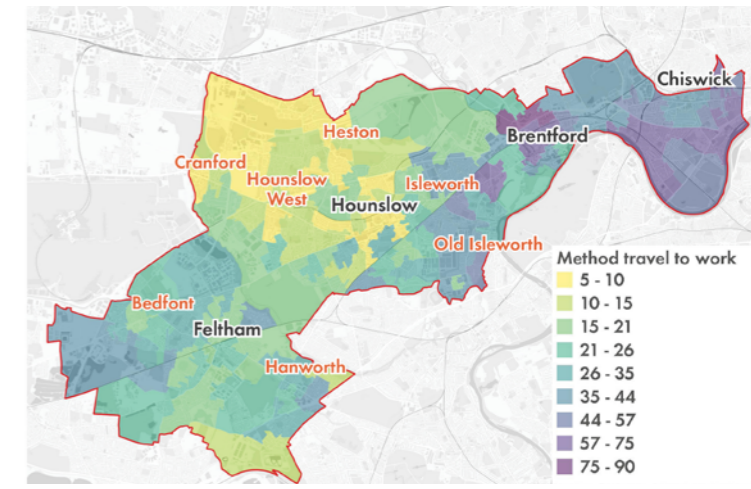 Chiswick
Brentford
Heston
Cranford
Hounslow
West
Isleworth
Hounslow
Old Isleworth
Bedfont
Feltham
Hanworth
Method travel to work
5 - 10
10 - 15
15 - 21
21 - 26
26 - 35
35 - 44
44 - 57
57 - 75
75 - 90